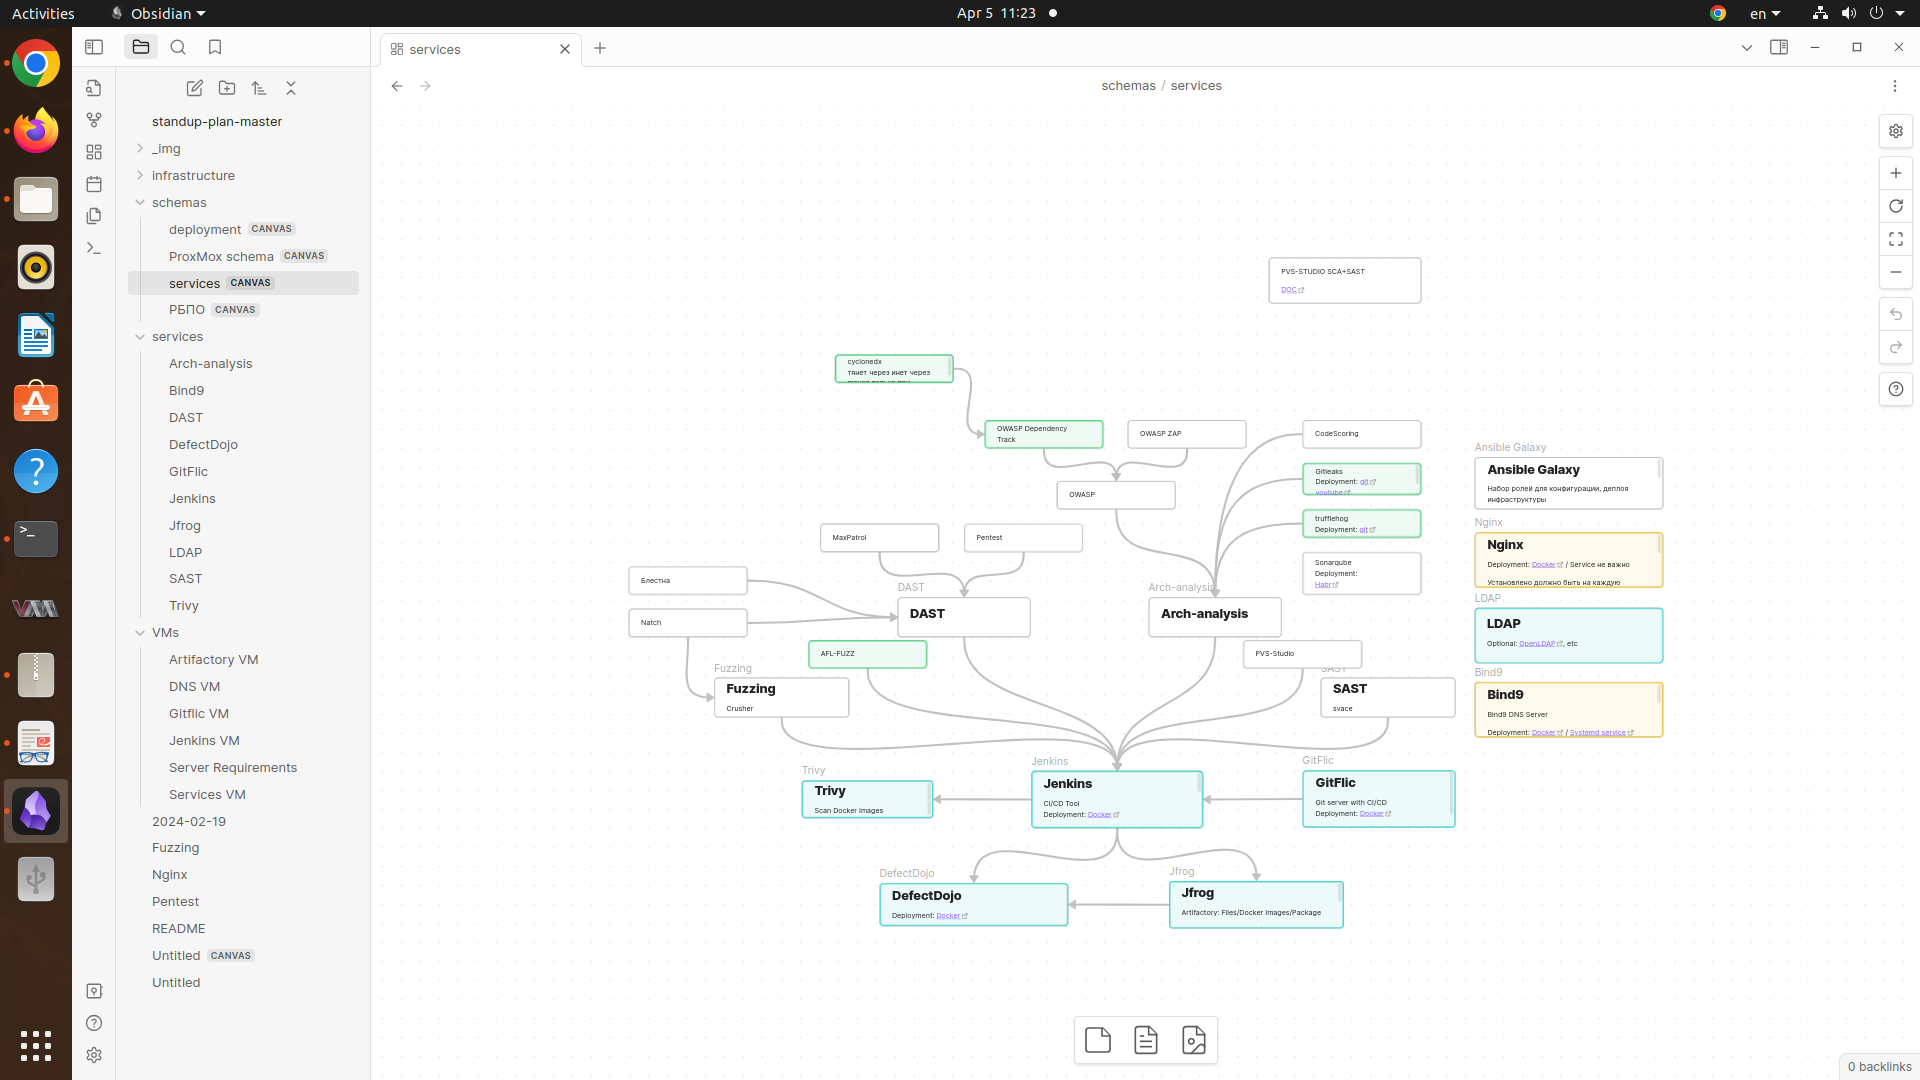 Activities
Obsidian
Apr 5 11:23
en
services
schemas / services
standup-plan-master
_img
infrastructure
schemas
deployment CANVAS
ProxMox schema CANVAS
services CANVAS
РБПО CANVAS
services
Arch-analysis
Bind9
DAST
DefectDojo
GitFlic
Jenkins
Jfrog
LDAP
SAST
Trivy
VMs
Artifactory VM
DNS VM
Gitflic VM
Jenkins VM
Server Requirements
Services VM
2024-02-19
Fuzzing
Nginx
Pentest
README
Untitled CANVAS
Untitled
PVS-STUDIO SCA+SAST
DOC
cyclonedx
тянет через инет через
OWASP Dependency
Track
OWASP ZAP
CodeScoring
OWASP
Gitleaks
Deployment: git
youtube
trufflehog
Deployment: git
Sonarqube
Deployment:
Habr
MaxPatrol
Pentest
Блестна
Natch
DAST
DAST
Arch-analysis
Arch-analysis
AFL-FUZZ
PVS-Studio
Fuzzing
Fuzzing
Crusher
SAST
SAST
svace
Ansible Galaxy
Ansible Galaxy
Набор ролей для конфигурации, деплоя
инфраструктуры
Nginx
Nginx
Deployment: Docker / Service не важно
Установлено должно быть на каждую
LDAP
LDAP
Optional: OpenLDAP, etc
Bind9
Bind9
Bind9 DNS Server
Deployment: Docker / Systemd service
Trivy
Trivy
Scan Docker Images
Jenkins
Jenkins
CI/CD Tool
Deployment: Docker
GitFlic
GitFlic
Git server with CI/CD
Deployment: Docker
DefectDojo
DefectDojo
Deployment: Docker
Jfrog
Jfrog
Artifactory: Files/Docker Images/Package
0 backlinks